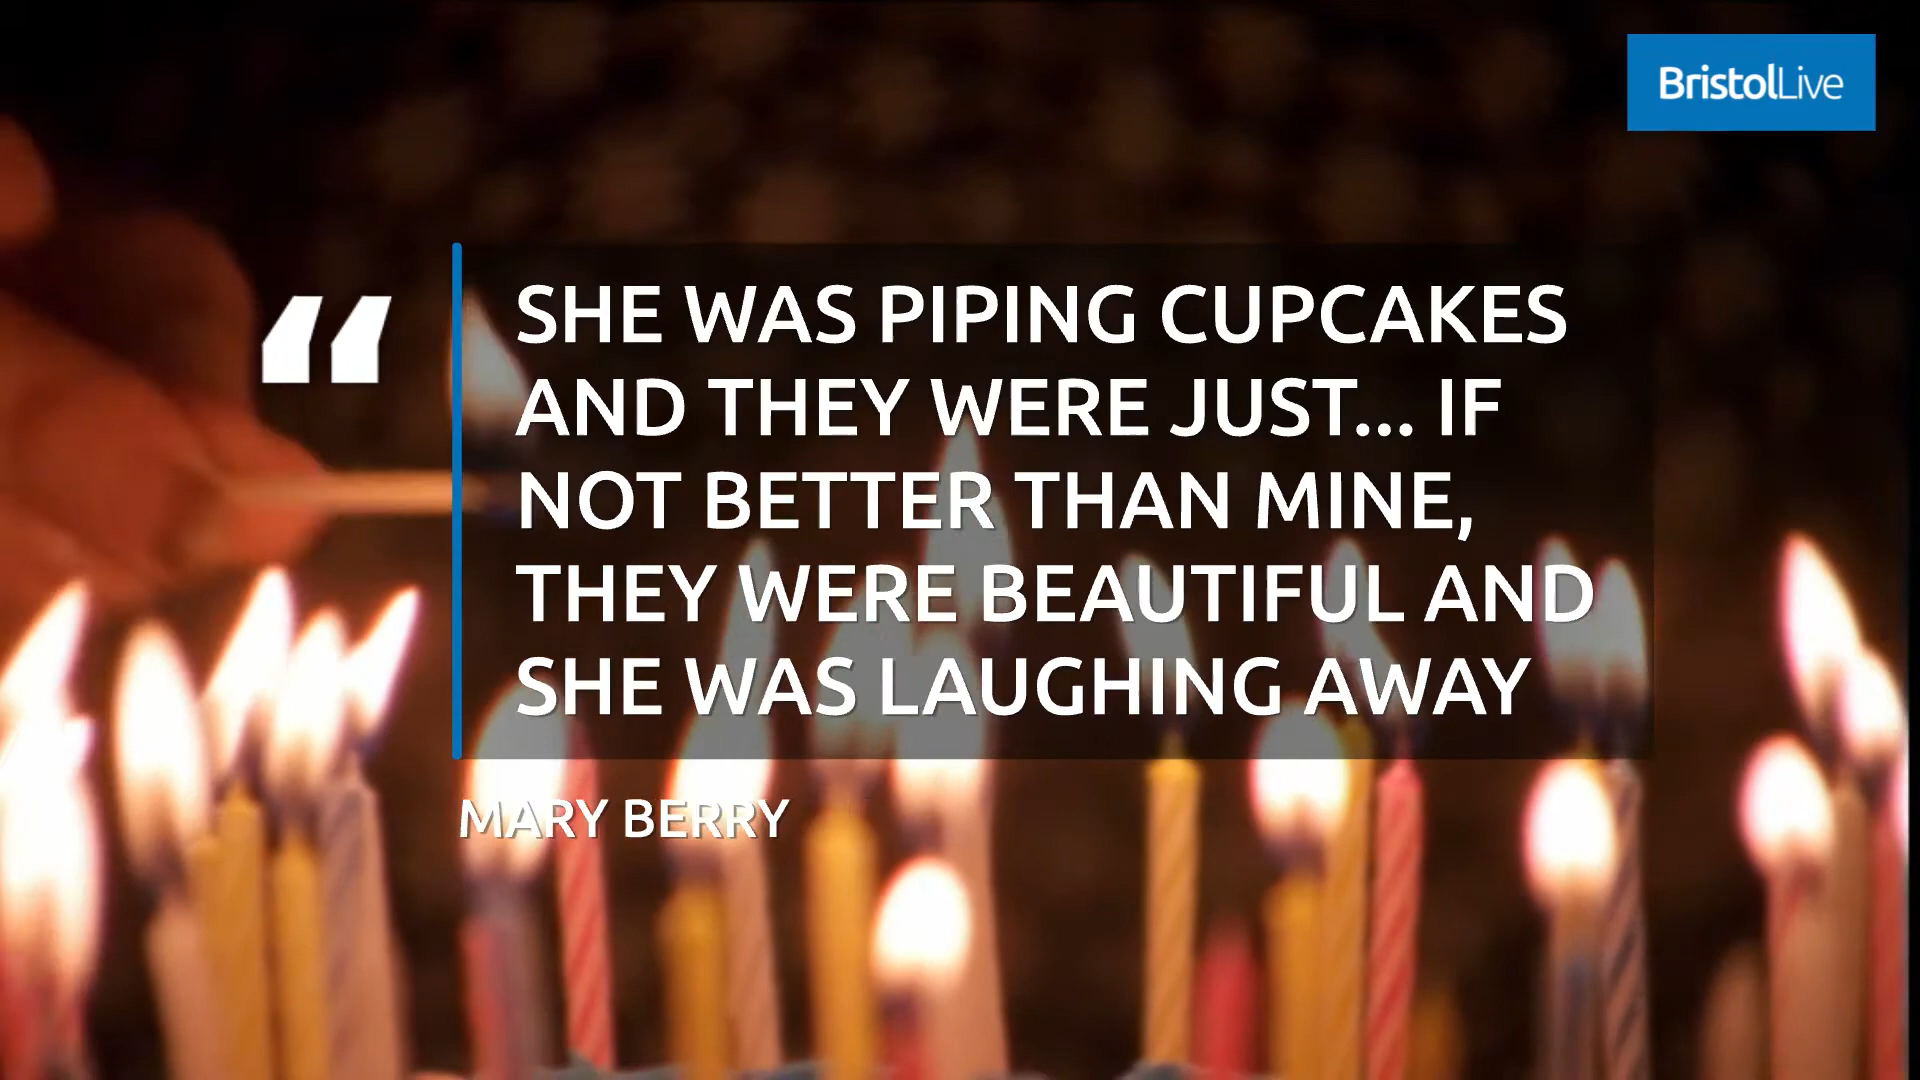 BristolLive
“
SHE WAS PIPING CUPCAKES
AND THEY WERE JUST... IF
NOT BETTER THAN MINE,
THEY WERE BEAUTIFUL AND
SHE WAS LAUGHING AWAY
MARY BERRY